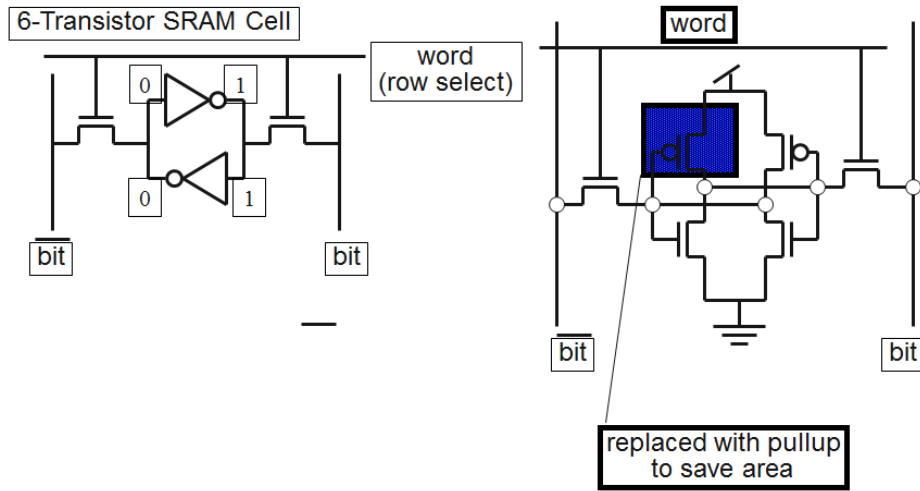 6-Transistor SRAM Cell
word
(row select)
0
1
0
1
bit
bit
word
bit
bit
replaced with pullup
to save area